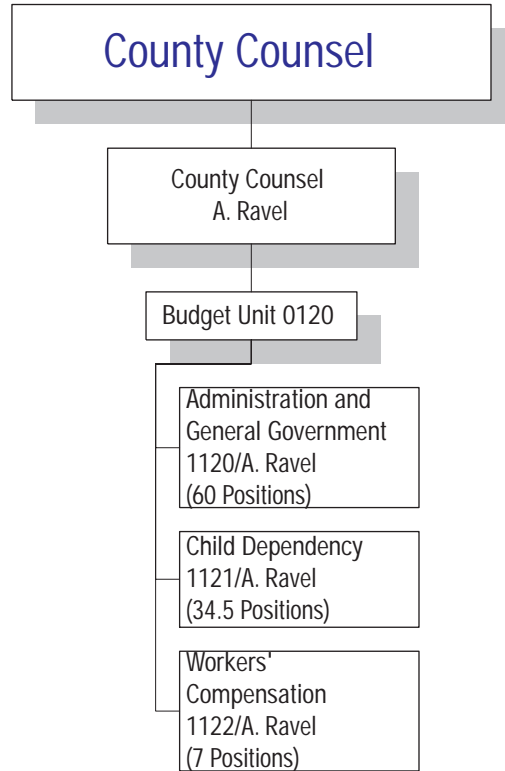 County Counsel
County Counsel
A. Ravel
Budget Unit 0120
Administration and
General Government
1120/A. Ravel
(60 Positions)
Child Dependency
1121/A. Ravel
(34.5 Positions)
Workers'
Compensation
1122/A. Ravel
(7 Positions)